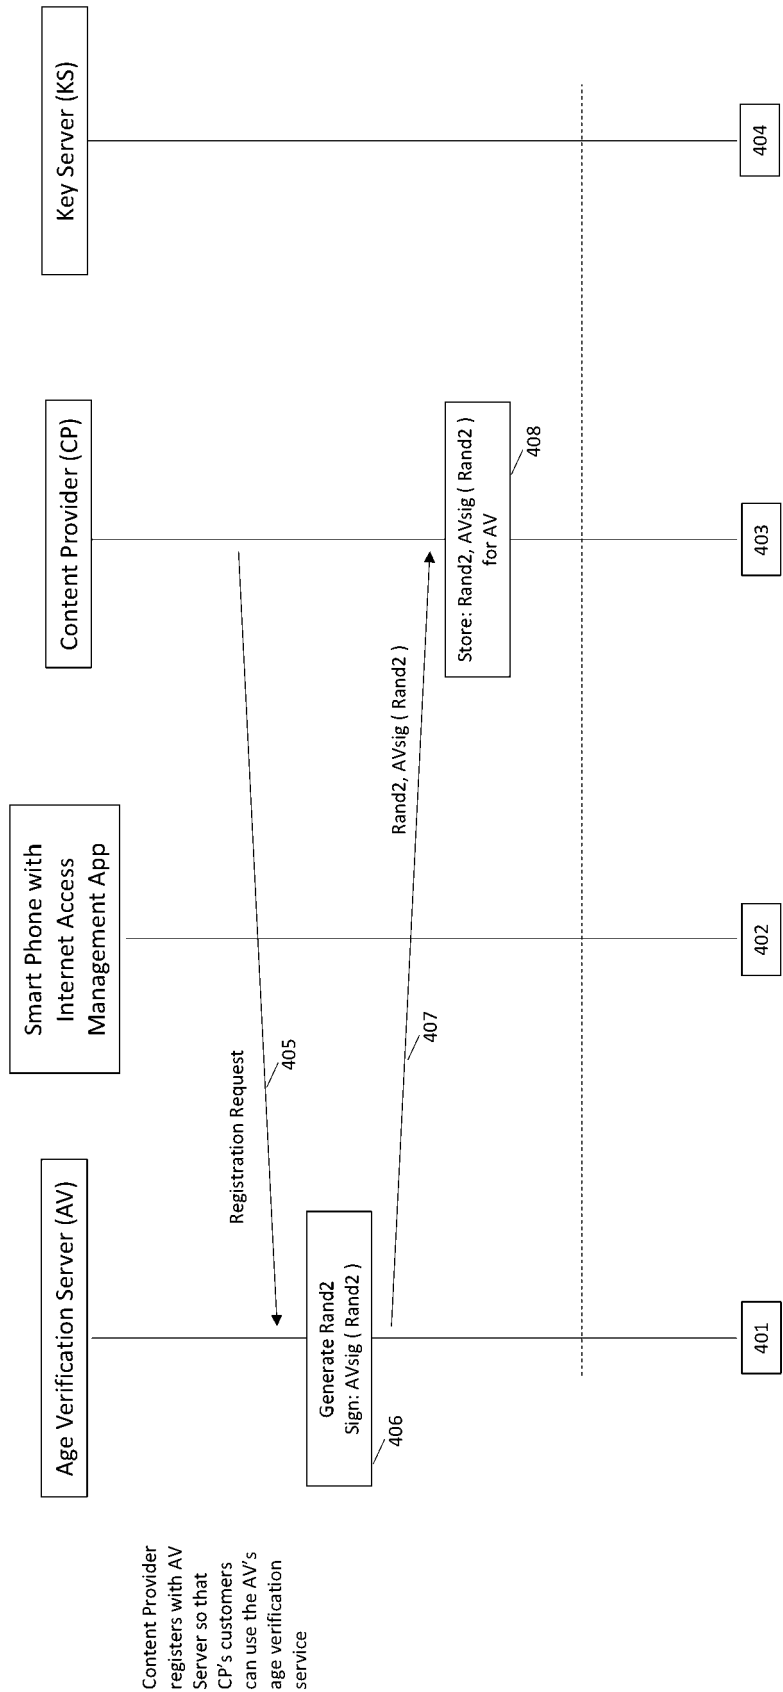 Content Provider
registers with AV
Server so that
CP's customers
can use the AV's
age verification
service
Age Verification Server (AV)
Smart Phone with
Internet Access
Management App
Content Provider (CP)
Key Server (KS)
Registration Request
405
Generate Rand2
Sign: AVsig ( Rand2 )
406
Rand2, AVsig ( Rand2 )
407
Store: Rand2, AVsig ( Rand2 )
for AV
408
401
402
403
404